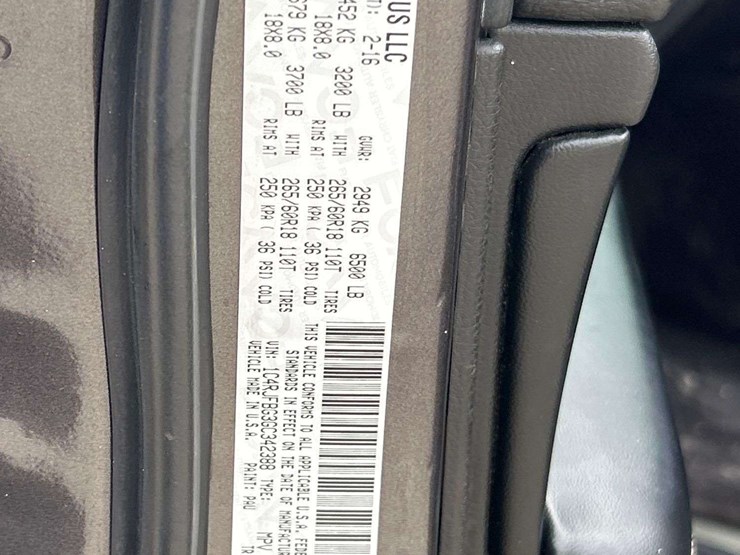 US LLC
2-16 GVWR: 2949 KG 6500 LB
452 KG 3200 LB WITH 265/60R18 110T TIRES
18X8.0 RIMS AT 250 KPA ( 36 PSI) COLD
679 KG 3700 LB WITH 265/60R18 110T TIRES
18X8.0 RIMS AT 250 KPA ( 36 PSI) COLD
THIS VEHICLE CONFORMS TO ALL APPLICABLE U.S.A. FEDE
STANDARDS IN EFFECT ON THE DATE OF MANUFACTUR
VIN: 1C4RJFBG3GC342388 TYPE: MPV
VEHICLE MADE IN U.S.A. PAINT: PAU TR